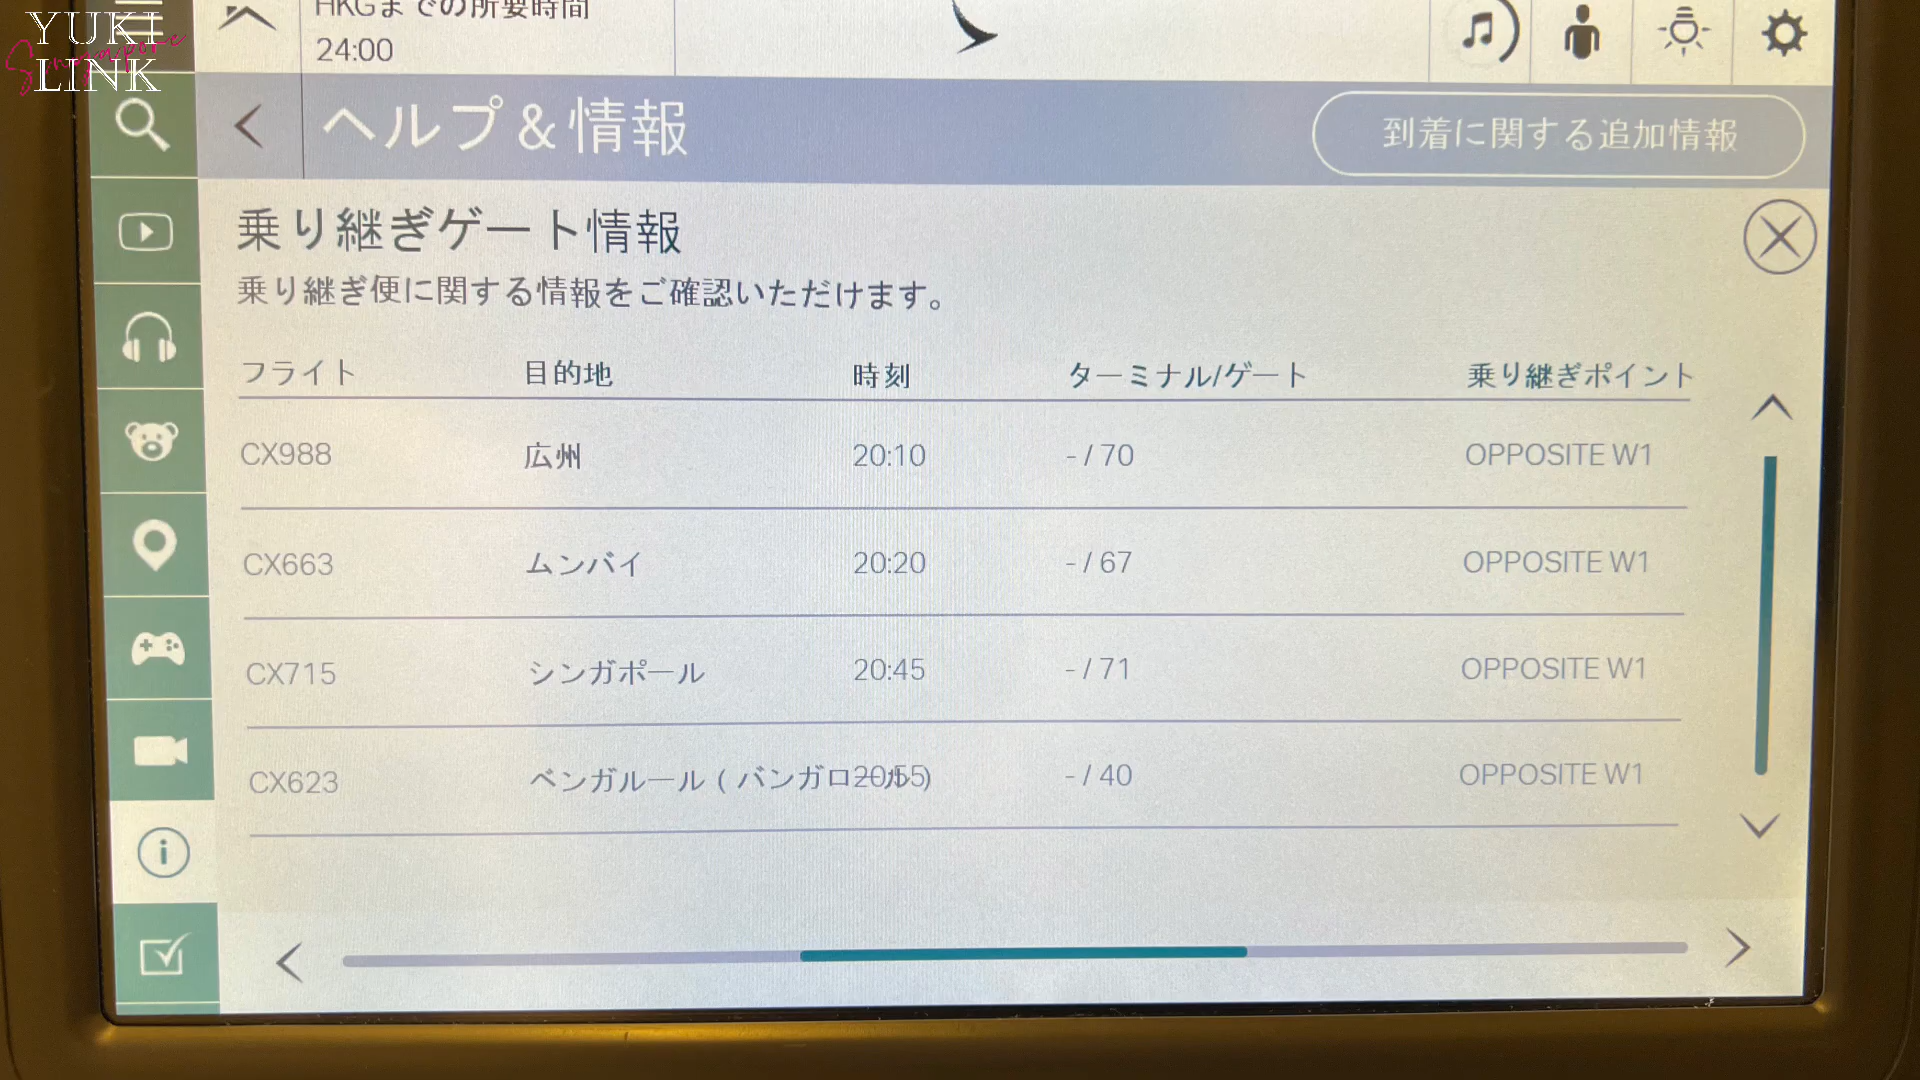 YUKI
Singapore
LINK
HKGまでの所要時間
24:00
ヘルプ&情報
到着に関する追加情報
乗り継ぎゲート情報
乗り継ぎ便に関する情報をご確認いただけます。
フライト 目的地 時刻 ターミナル/ゲート 乗り継ぎポイント
CX988 広州 20:10 - / 70 OPPOSITE W1
CX663 ムンバイ 20:20 - / 67 OPPOSITE W1
CX715 シンガポール 20:45 - / 71 OPPOSITE W1
CX623 ベンガルール ( バンガロール ) 20:55 - / 40 OPPOSITE W1